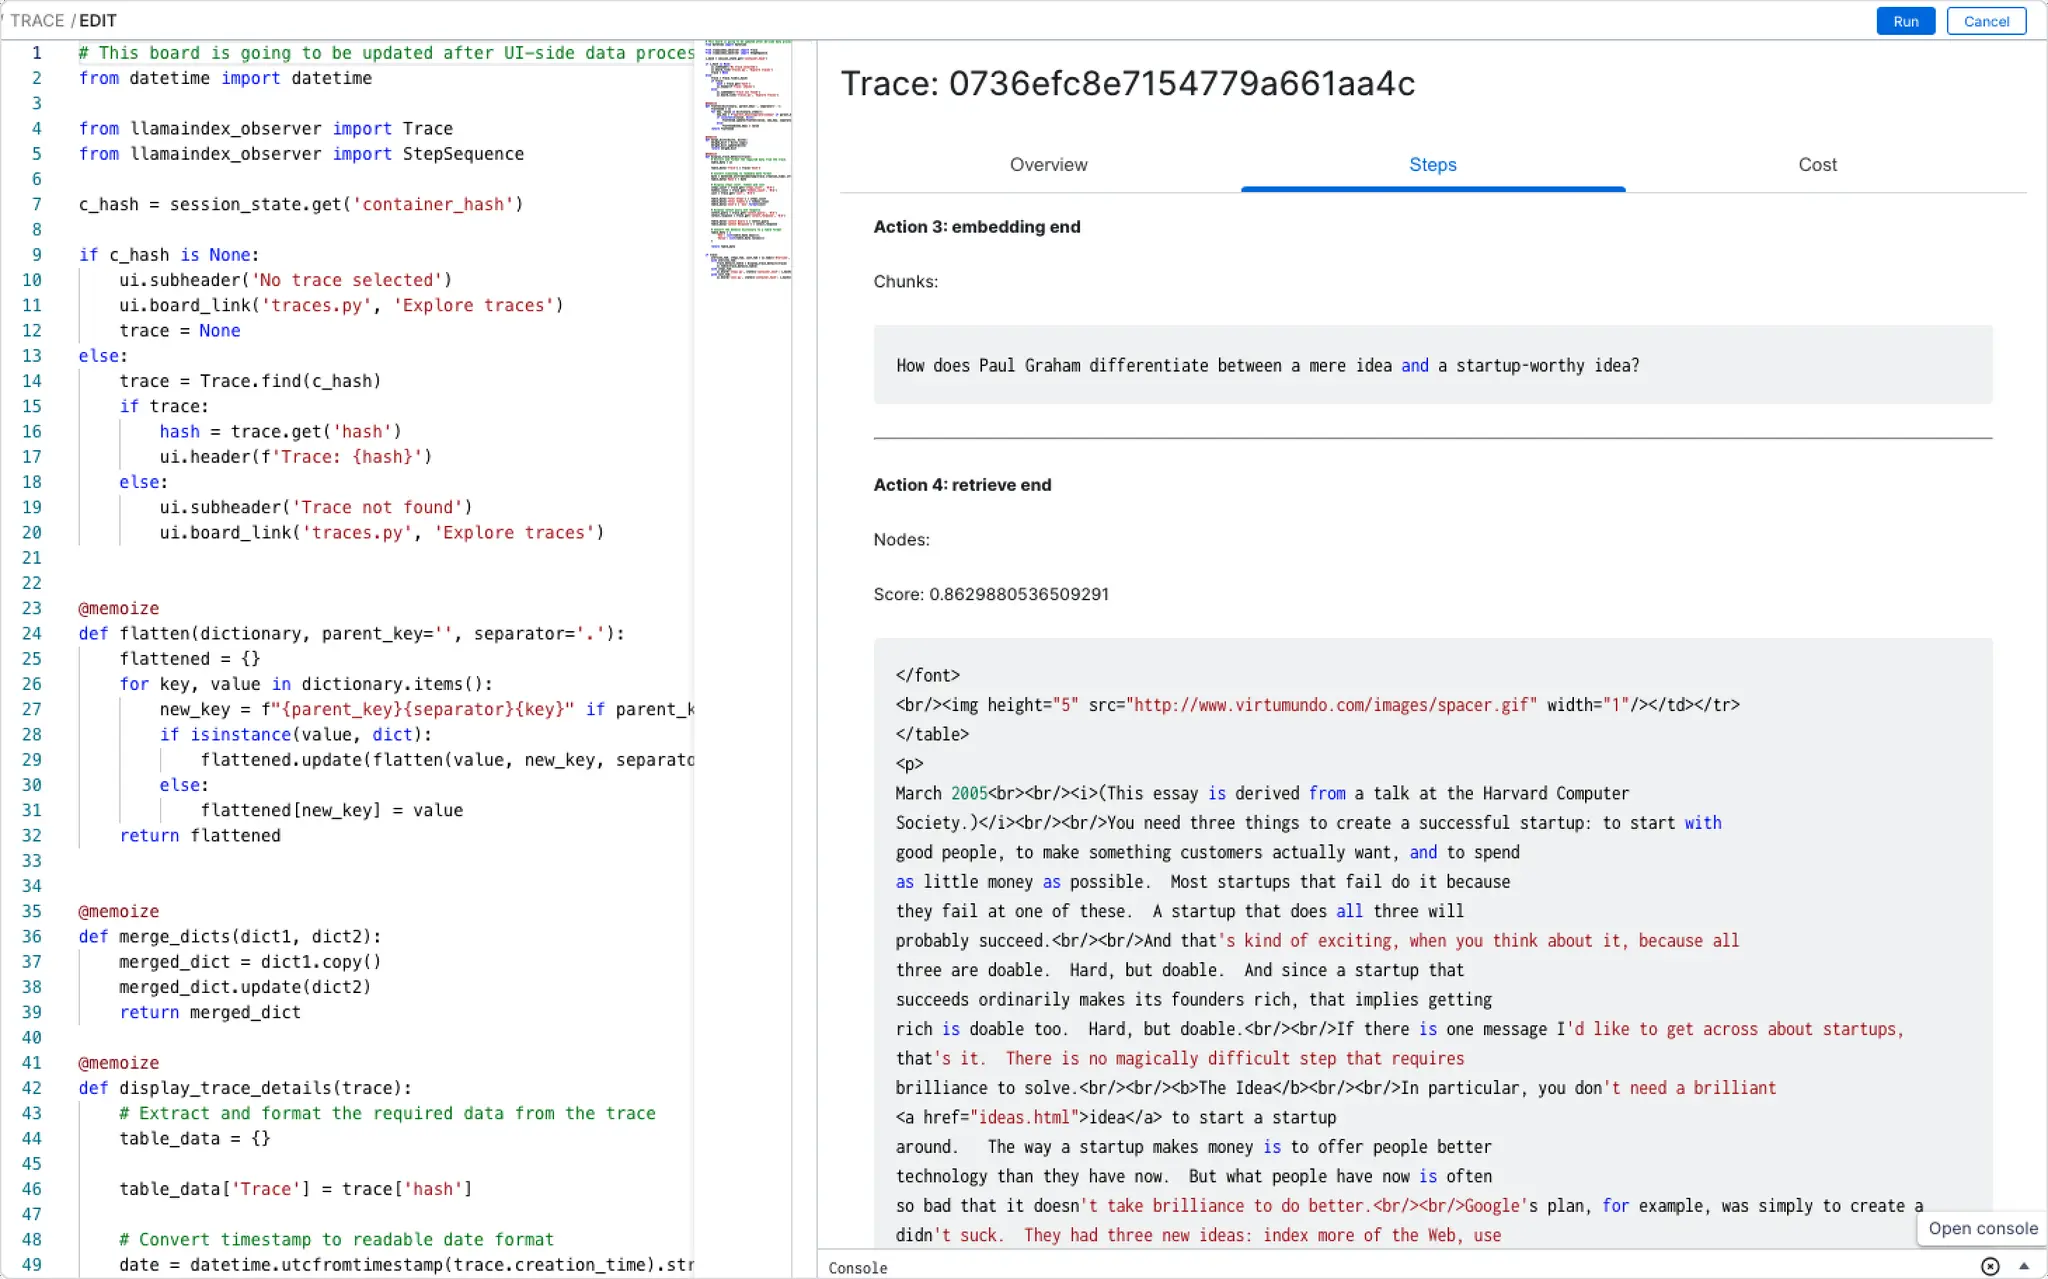 TRACE / EDIT
Run
Cancel
1 # This board is going to be updated after UI-side data proces
2 from datetime import datetime
3
4 from llamaindex_observer import Trace
5 from llamaindex_observer import StepSequence
6
7 c_hash = session_state.get('container_hash')
8
9 if c_hash is None:
10 ui.subheader('No trace selected')
11 ui.board_link('traces.py', 'Explore traces')
12 trace = None
13 else:
14 trace = Trace.find(c_hash)
15 if trace:
16 hash = trace.get('hash')
17 ui.header(f'Trace: {hash}')
18 else:
19 ui.subheader('Trace not found')
20 ui.board_link('traces.py', 'Explore traces')
21
22
23 @memoize
24 def flatten(dictionary, parent_key='', separator='.'):
25 flattened = {}
26 for key, value in dictionary.items():
27 new_key = f"{parent_key}{separator}{key}" if parent_k
28 if isinstance(value, dict):
29 flattened.update(flatten(value, new_key, separato
30 else:
31 flattened[new_key] = value
32 return flattened
33
34
35 @memoize
36 def merge_dicts(dict1, dict2):
37 merged_dict = dict1.copy()
38 merged_dict.update(dict2)
39 return merged_dict
40
41 @memoize
42 def display_trace_details(trace):
43 # Extract and format the required data from the trace
44 table_data = {}
45
46 table_data['Trace'] = trace['hash']
47
48 # Convert timestamp to readable date format
49 date = datetime.utcfromtimestamp(trace.creation_time).str
Trace: 0736efc8e7154779a661aa4c
Overview
Steps
Cost
Action 3: embedding end
Chunks:
How does Paul Graham differentiate between a mere idea and a startup-worthy idea?
Action 4: retrieve end
Nodes:
Score: 0.8629880536509291
</font>
<br/><img height="5" src="http://www.virtumundo.com/images/spacer.gif" width="1"/></td></tr>
</table>
<p>
March 2005<br><br/><i>(This essay is derived from a talk at the Harvard Computer
Society.)</i><br/><br/>You need three things to create a successful startup: to start with
good people, to make something customers actually want, and to spend
as little money as possible.  Most startups that fail do it because
they fail at one of these.  A startup that does all three will
probably succeed.<br/><br/>And that's kind of exciting, when you think about it, because all
three are doable.  Hard, but doable.  And since a startup that
succeeds ordinarily makes its founders rich, that implies getting
rich is doable too.  Hard, but doable.<br/><br/>If there is one message I'd like to get across about startups,
that's it.  There is no magically difficult step that requires
brilliance to solve.<br/><br/><b>The Idea</b><br/><br/>In particular, you don't need a brilliant
<a href="ideas.html">idea</a> to start a startup
around.   The way a startup makes money is to offer people better
technology than they have now.  But what people have now is often
so bad that it doesn't take brilliance to do better.<br/><br/>Google's plan, for example, was simply to create a
didn't suck.  They had three new ideas: index more of the Web, use
Open console
Console